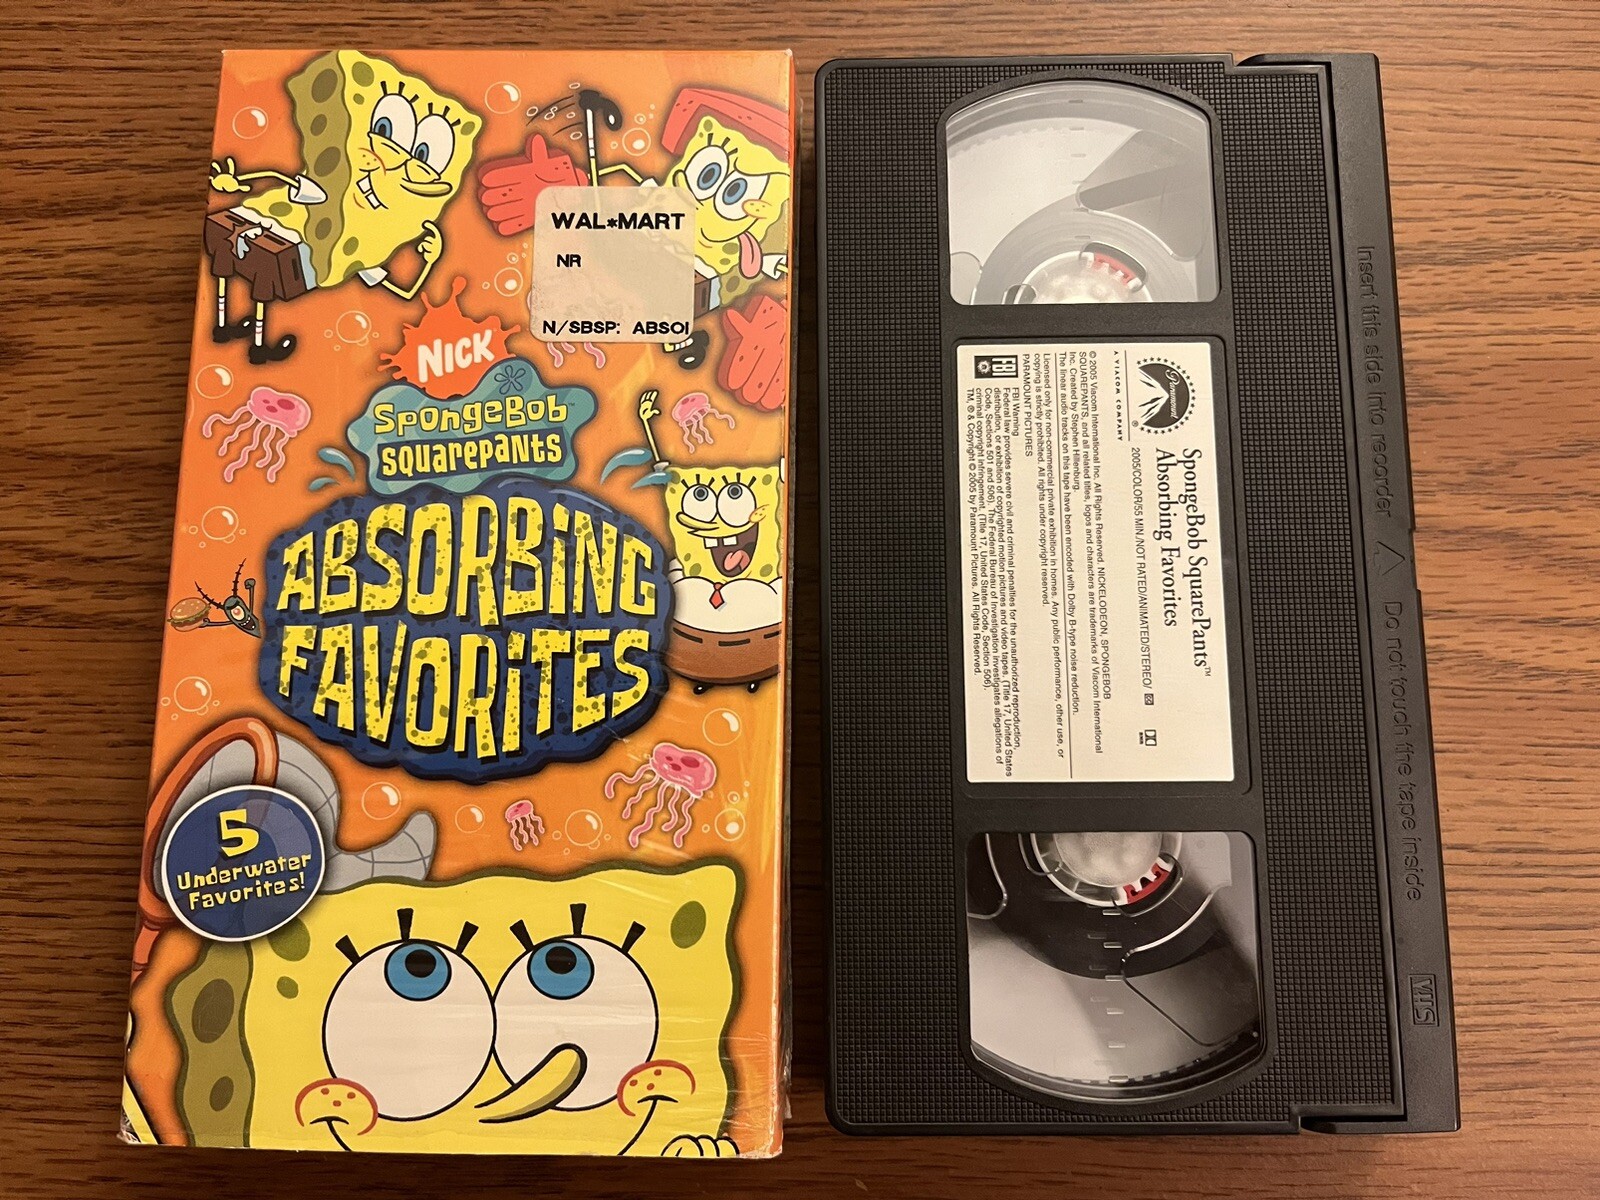 WAL*MART
NR
N/SBSP: ABSOI
NICK
SPONGEBOB
SQUAREPANTS
ABSORBING
FAVORITES
5
Underwater
Favorites!
Paramount
®
A VIACOM COMPANY
SpongeBob SquarePants™
Absorbing Favorites
2005/COLOR/55 MIN./NOT RATED/ANIMATED/STEREO/
© 2005 Viacom International Inc. All Rights Reserved. NICKELODEON, SPONGEBOB
SQUAREPANTS, and all related titles, logos and characters are trademarks of Viacom International
Inc. Created by Stephen Hillenburg.
The linear audio tracks on this tape have been encoded with Dolby B-type noise reduction.
Licensed only for non-commercial private exhibition in homes. Any public performance, other use, or
copying is strictly prohibited. All rights under copyright reserved.
PARAMOUNT PICTURES
FBI
FBI Warning
Federal law provides severe civil and criminal penalties for the unauthorized reproduction,
distribution, or exhibition of copyrighted motion pictures and video tapes. (Title 17, United States
Code, Sections 501 and 506). The Federal Bureau of Investigation investigates allegations of
criminal copyright infringement. (Title 17, United States Code, Section 506).
TM, ® & Copyright © 2005 by Paramount Pictures. All Rights Reserved.
Insert this side into recorder
Do not touch the tape inside
VHS